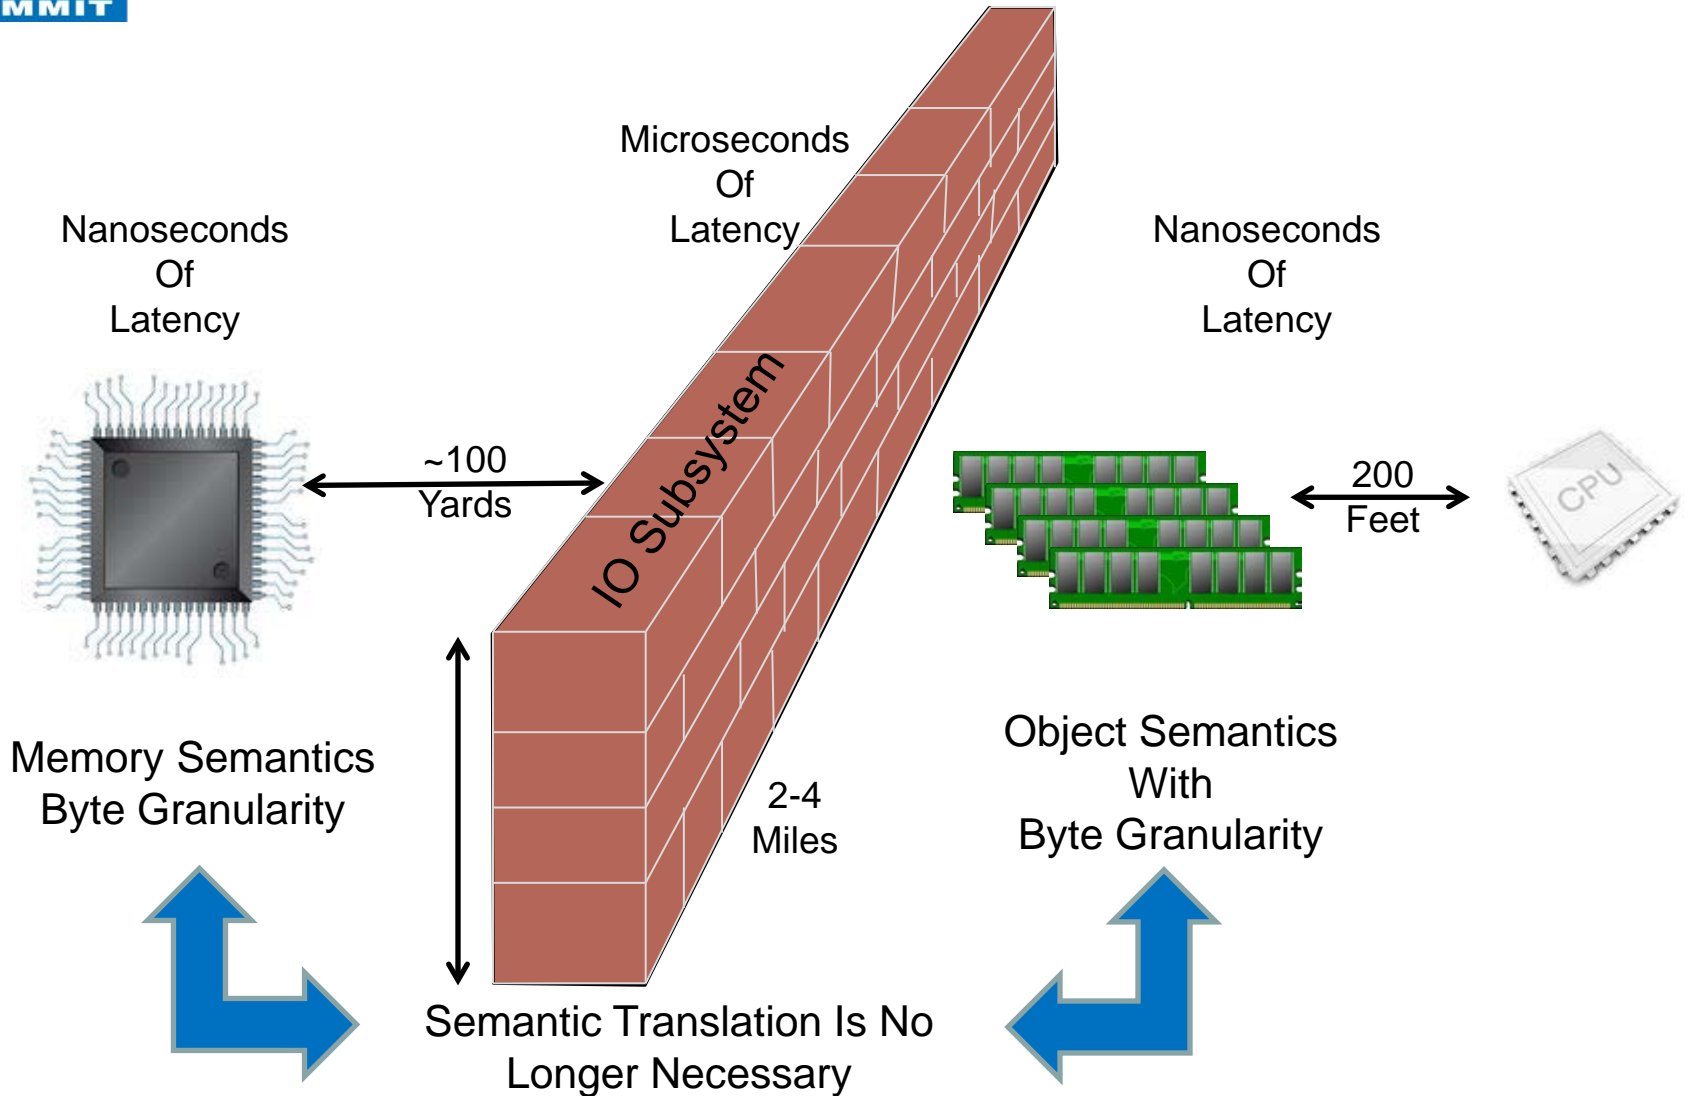 MMIT
Microseconds
Of
Latency
Nanoseconds
Of
Latency
Nanoseconds
Of
Latency
IO Subsystem
~100
Yards
200
Feet
CPU
Memory Semantics
Byte Granularity
2-4
Miles
Object Semantics
With
Byte Granularity
Semantic Translation Is No
Longer Necessary